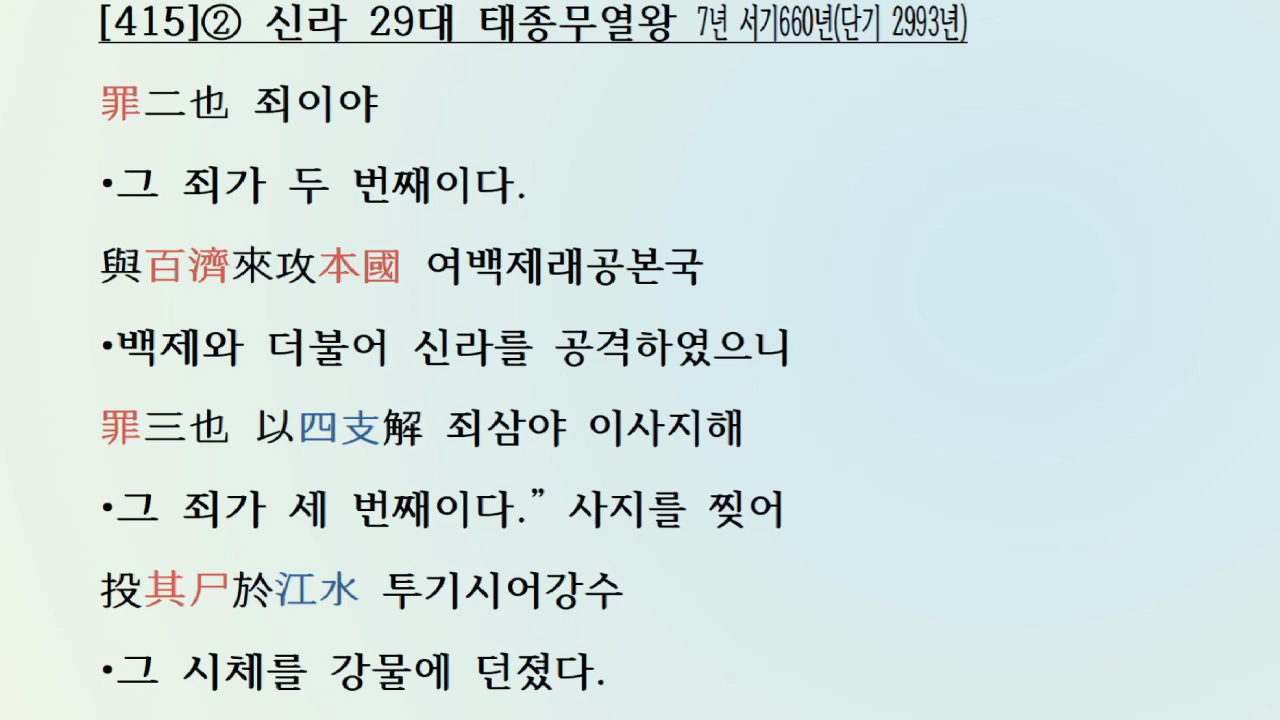 [415]② 신라 29대 태종무열왕 7년 서기660년(단기 2993년)
罪二也 죄이야
•그 죄가 두 번째이다.
與百濟來攻本國 여백제래공본국
•백제와 더불어 신라를 공격하였으니
罪三也 以四支解 죄삼야 이사지해
•그 죄가 세 번째이다.” 사지를 찢어
投其尸於江水 투기시어강수
•그 시체를 강물에 던졌다.